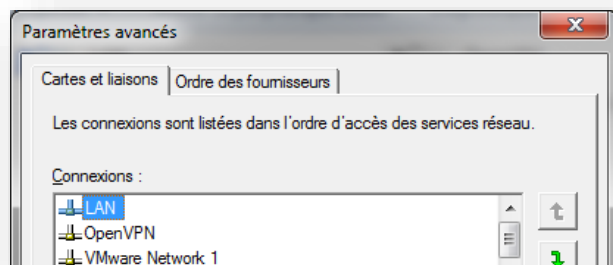 Paramètres avancés
Cartes et liaisons
Ordre des fournisseurs
Les connexions sont listées dans l'ordre d'accès des services réseau.
Connexions :
LAN
OpenVPN
VMware Network 1